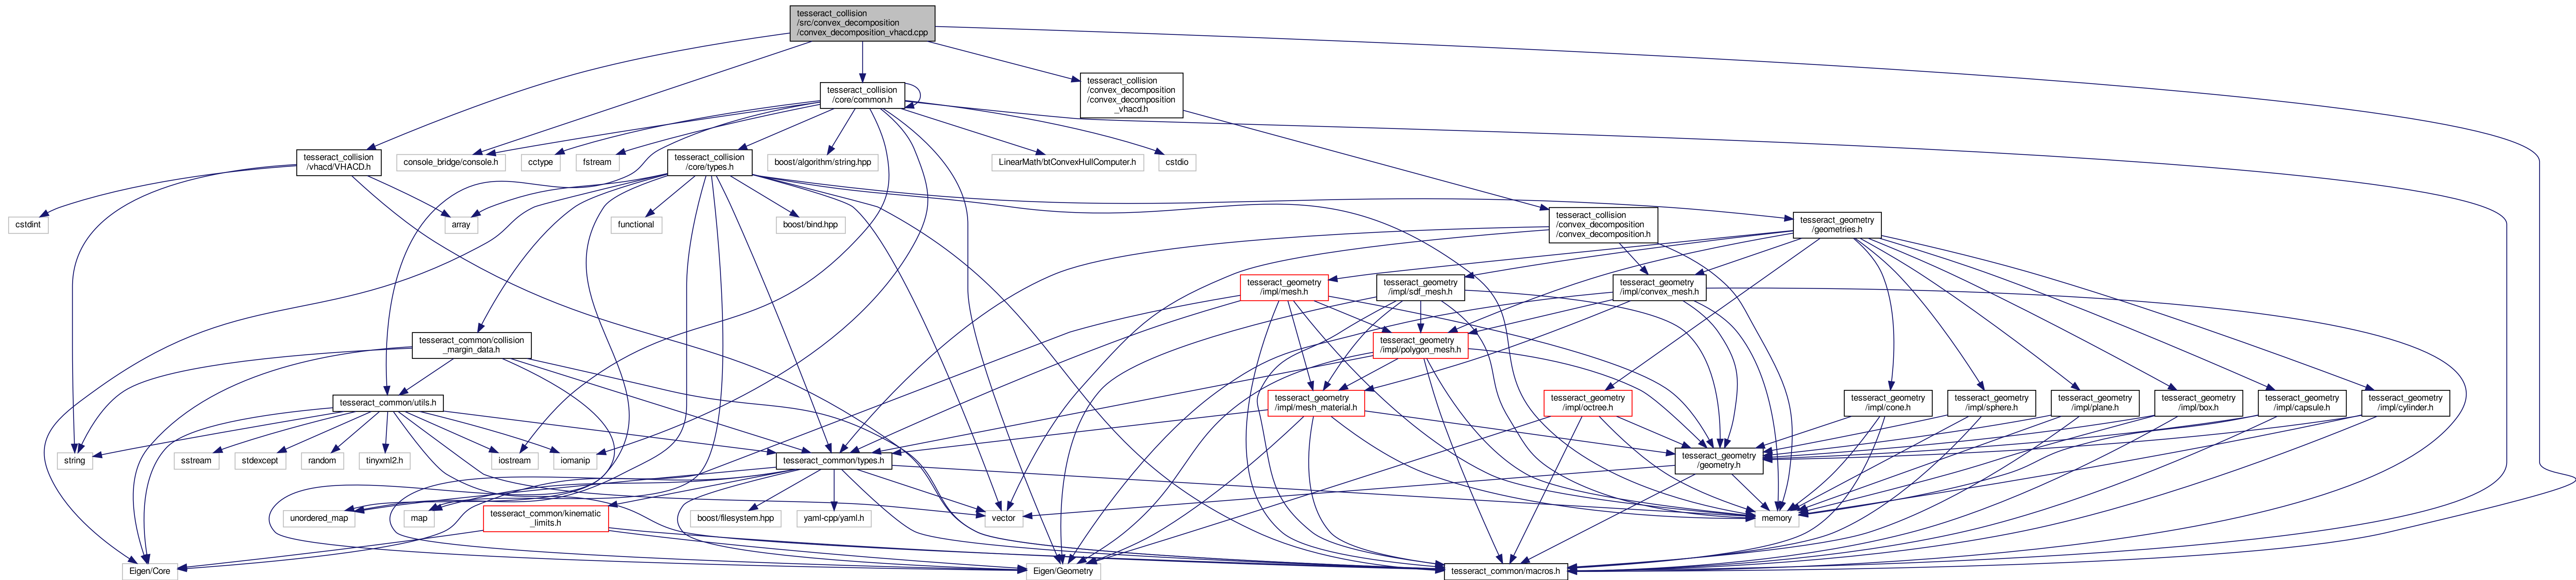 tesseract_collision
/src/convex_decomposition
/convex_decomposition_vhacd.cpp
tesseract_collision
/core/common.h
tesseract_collision
/convex_decomposition
/convex_decomposition
_vhacd.h
tesseract_collision
/vhacd/VHACD.h
console_bridge/console.h
cctype
fstream
tesseract_collision
/core/types.h
boost/algorithm/string.hpp
LinearMath/btConvexHullComputer.h
cstdio
cstdint
array
functional
boost/bind.hpp
tesseract_collision
/convex_decomposition
/convex_decomposition.h
tesseract_geometry
/geometries.h
tesseract_geometry
/impl/mesh.h
tesseract_geometry
/impl/sdf_mesh.h
tesseract_geometry
/impl/convex_mesh.h
tesseract_common/collision
_margin_data.h
tesseract_geometry
/impl/polygon_mesh.h
tesseract_common/utils.h
tesseract_geometry
/impl/mesh_material.h
tesseract_geometry
/impl/octree.h
tesseract_geometry
/impl/cone.h
tesseract_geometry
/impl/sphere.h
tesseract_geometry
/impl/plane.h
tesseract_geometry
/impl/box.h
tesseract_geometry
/impl/capsule.h
tesseract_geometry
/impl/cylinder.h
string
sstream
stdexcept
random
tinyxml2.h
iostream
iomanip
tesseract_common/types.h
tesseract_geometry
/geometry.h
unordered_map
map
tesseract_common/kinematic
_limits.h
boost/filesystem.hpp
yaml-cpp/yaml.h
vector
memory
Eigen/Core
Eigen/Geometry
tesseract_common/macros.h